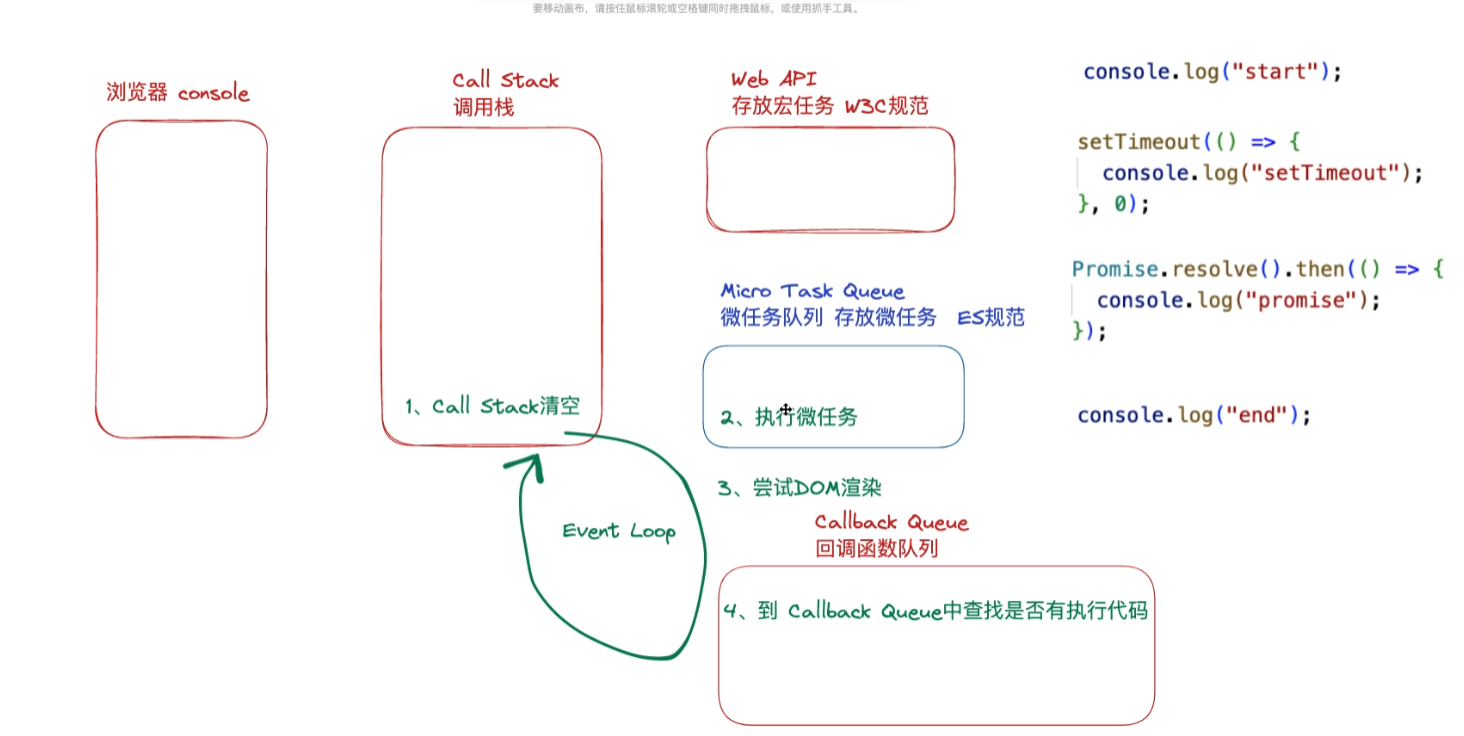 要移动画布，请按住鼠标滚轮或空格键同时拖拽鼠标，或使用抓手工具。
浏览器 console
Call Stack
调用栈
1、Call Stack清空
Event Loop
Web API
存放宏任务 W3C规范
Micro Task Queue
微任务队列 存放微任务 ES规范
2、执行微任务
3、尝试DOM渲染
Callback Queue
回调函数队列
4、到 Callback Queue中查找是否有执行代码
console.log("start");
setTimeout(() => {
console.log("setTimeout");
}, 0);
Promise.resolve().then(() => {
console.log("promise");
});
console.log("end");